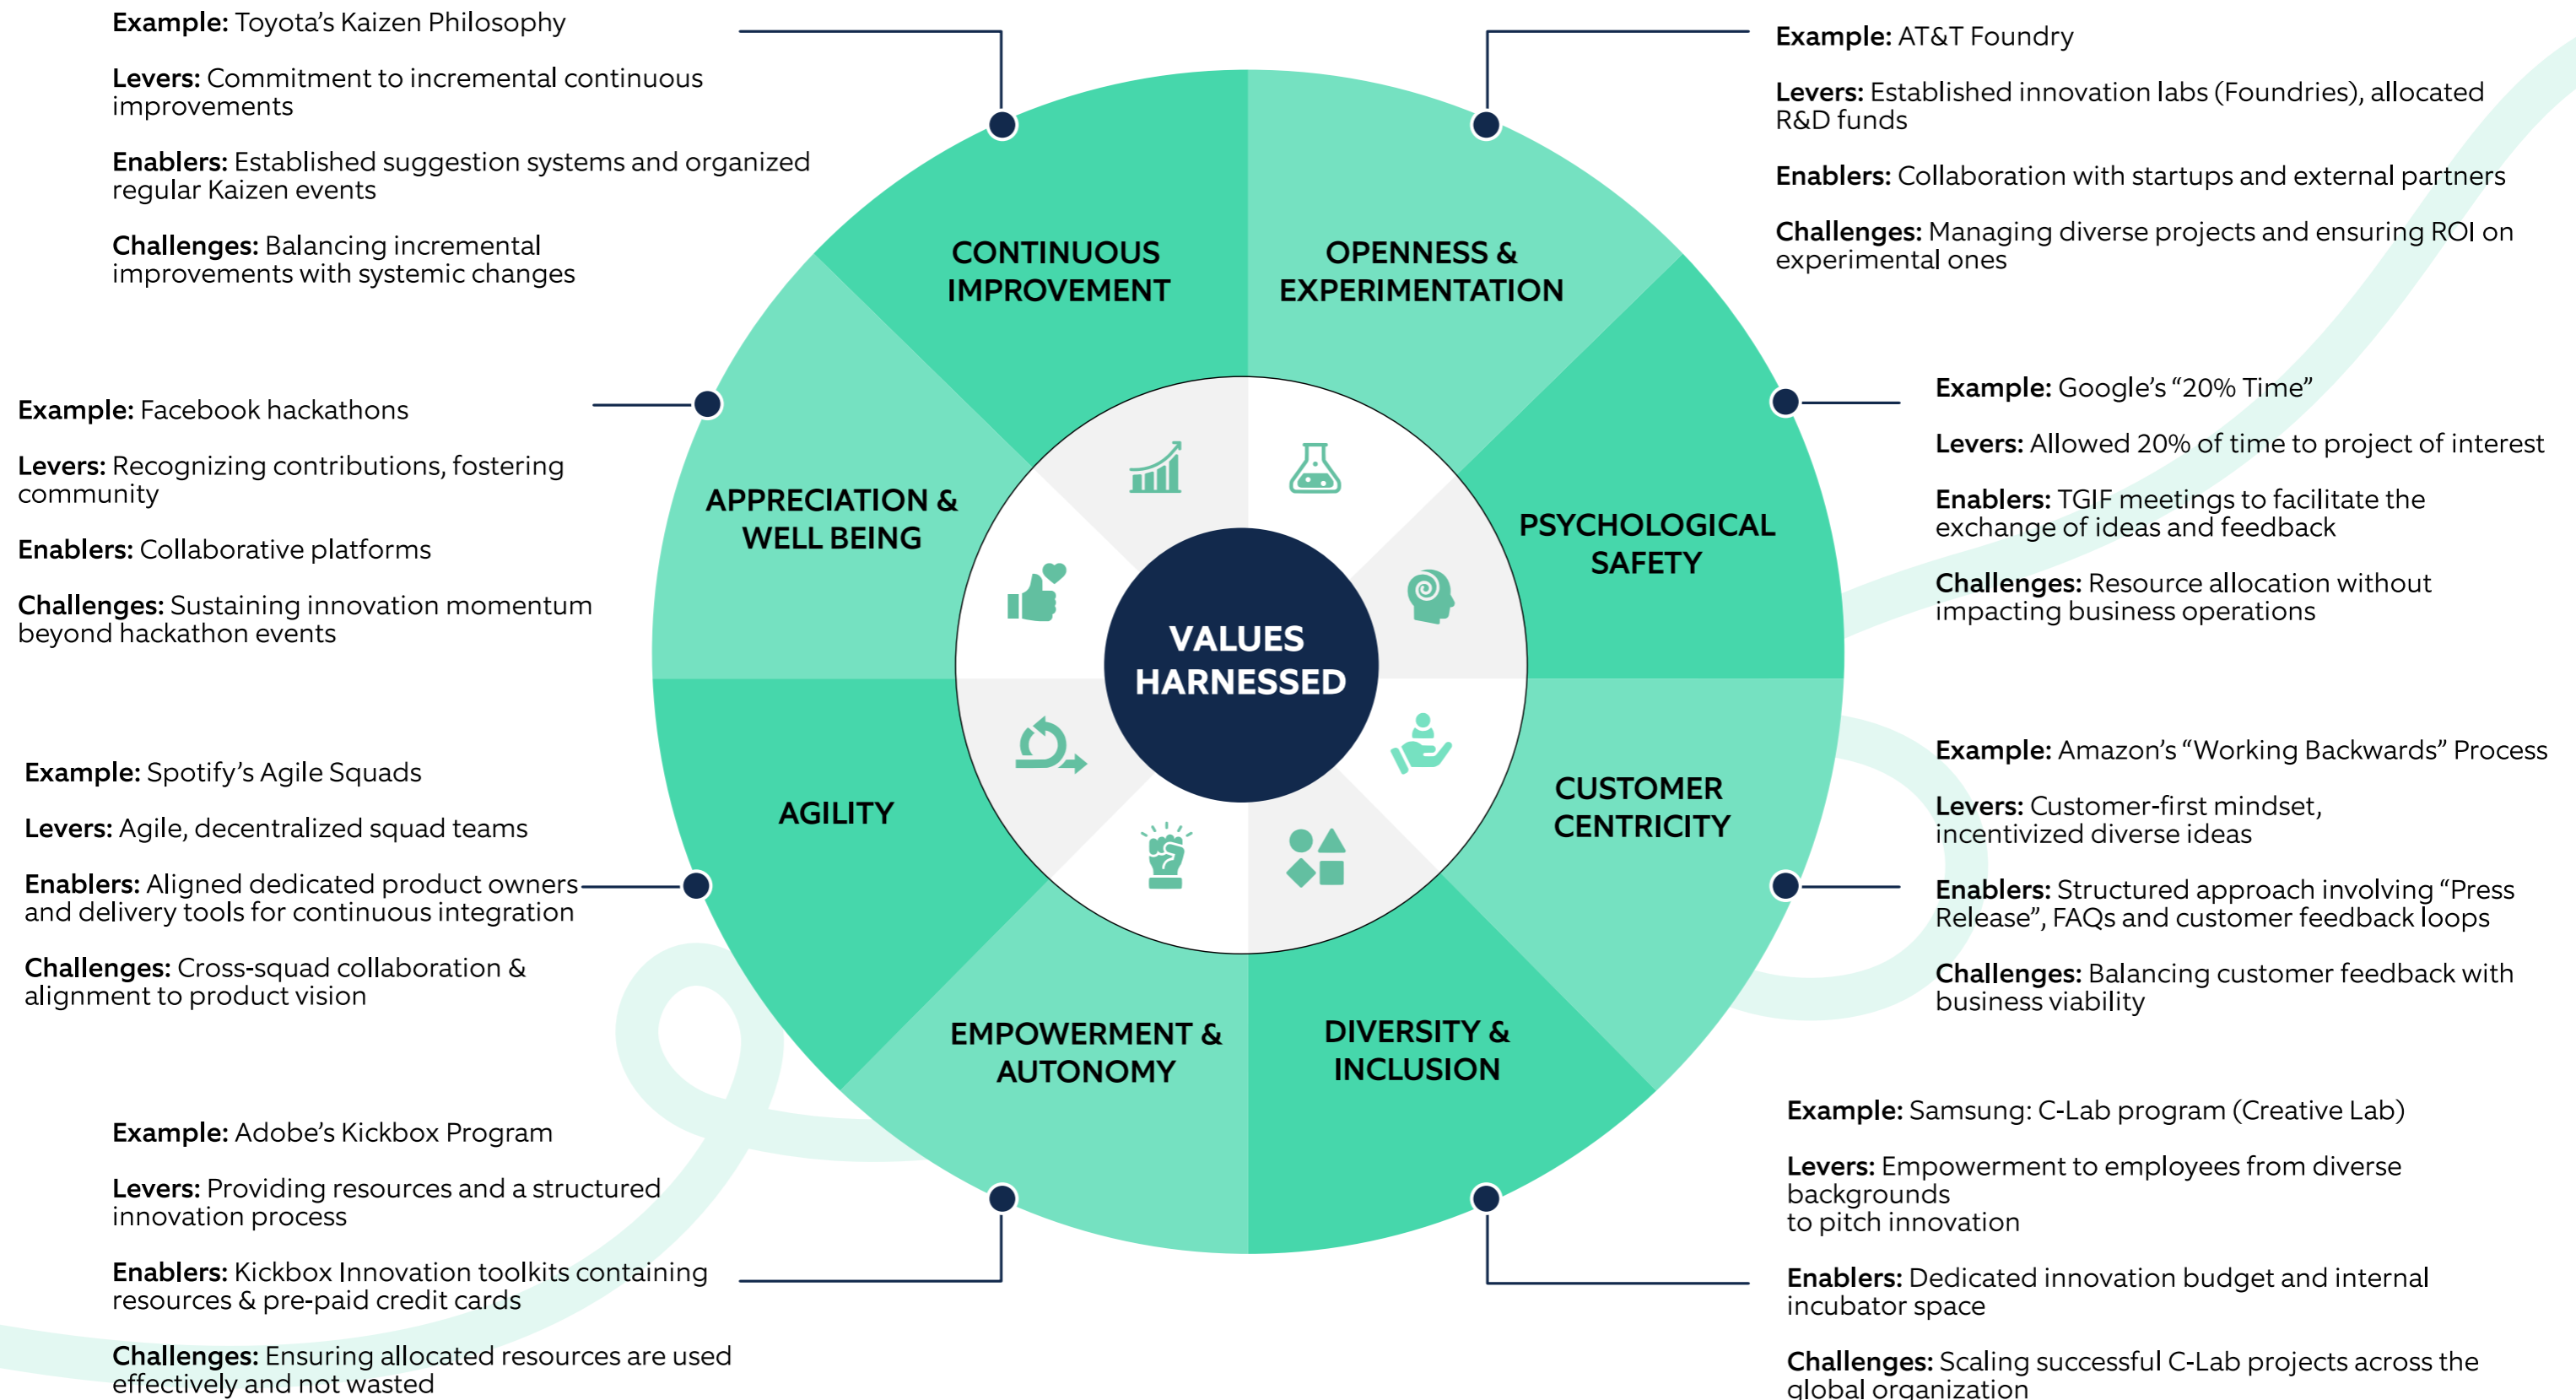 Example: Toyota’s Kaizen Philosophy
Levers: Commitment to incremental continuous
improvements
Enablers: Established suggestion systems and organized
regular Kaizen events
Challenges: Balancing incremental
improvements with systemic changes
Example: AT&T Foundry
Levers: Established innovation labs (Foundries), allocated
R&D funds
Enablers: Collaboration with startups and external partners
Challenges: Managing diverse projects and ensuring ROI on
experimental ones
CONTINUOUS
IMPROVEMENT
OPENNESS &
EXPERIMENTATION
Example: Facebook hackathons
Levers: Recognizing contributions, fostering
community
Enablers: Collaborative platforms
Challenges: Sustaining innovation momentum
beyond hackathon events
APPRECIATION &
WELL BEING
PSYCHOLOGICAL
SAFETY
Example: Google’s “20% Time”
Levers: Allowed 20% of time to project of interest
Enablers: TGIF meetings to facilitate the
exchange of ideas and feedback
Challenges: Resource allocation without
impacting business operations
VALUES
HARNESSED
Example: Spotify’s Agile Squads
Levers: Agile, decentralized squad teams
Enablers: Aligned dedicated product owners
and delivery tools for continuous integration
Challenges: Cross-squad collaboration &
alignment to product vision
AGILITY
CUSTOMER
CENTRICITY
Example: Amazon’s “Working Backwards” Process
Levers: Customer-first mindset,
incentivized diverse ideas
Enablers: Structured approach involving “Press
Release”, FAQs and customer feedback loops
Challenges: Balancing customer feedback with
business viability
EMPOWERMENT &
AUTONOMY
DIVERSITY &
INCLUSION
Example: Adobe’s Kickbox Program
Levers: Providing resources and a structured
innovation process
Enablers: Kickbox Innovation toolkits containing
resources & pre-paid credit cards
Challenges: Ensuring allocated resources are used
effectively and not wasted
Example: Samsung: C-Lab program (Creative Lab)
Levers: Empowerment to employees from diverse
backgrounds
to pitch innovation
Enablers: Dedicated innovation budget and internal
incubator space
Challenges: Scaling successful C-Lab projects across the
global organization